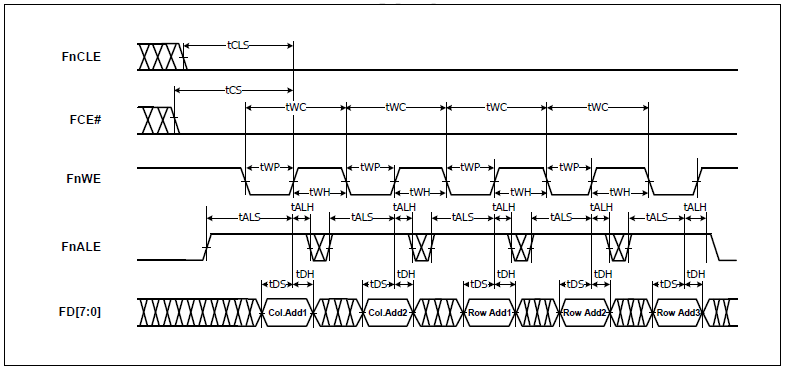 FnCLE tCLS
tCS
FCE# tWC tWC tWC tWC
FnWE tWP tWP tWP tWP
tWH tWH tWH tWH
tALH tALH tALH tALH tALH
FnALE tALS tALS tALS tALS tALS
tDH tDH tDH tDH tDH
tDS tDS tDS tDS tDS
FD[7:0] Col.Add1 Col.Add2 Row Add1 Row Add2 Row Add3